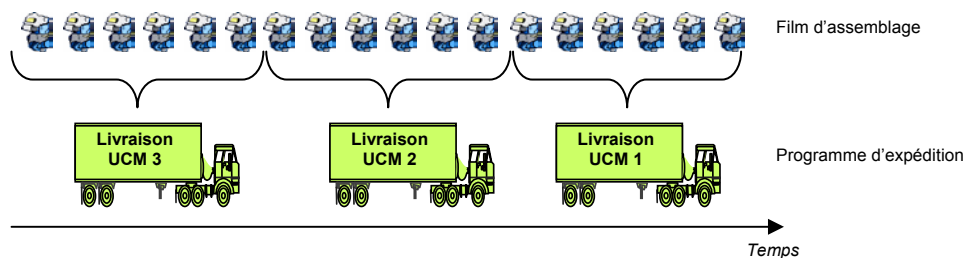 Film d’assemblage
Livraison
UCM 3
Livraison
UCM 2
Livraison
UCM 1
Programme d’expédition
Temps